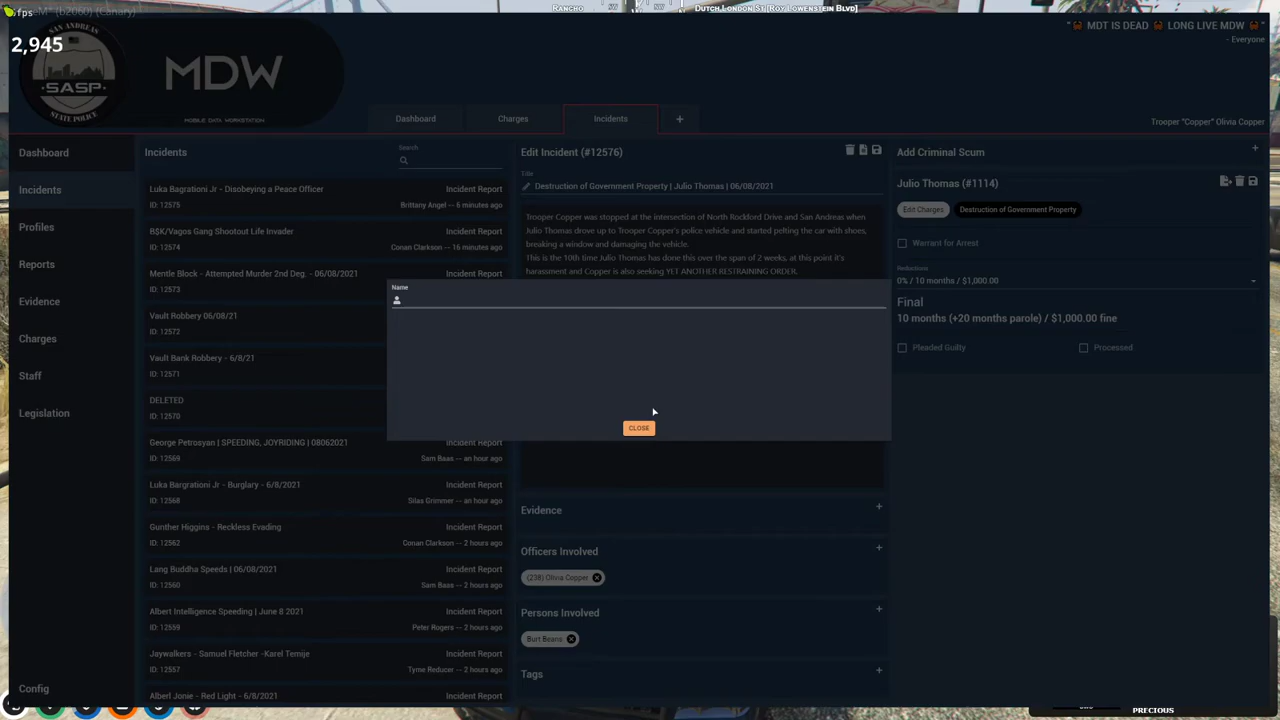 eM* (b2060) (Canary)
fps
2,945
RANCHO
DUTCH LONDON ST [ROY LOWENSTEIN BLVD]
SAN ANDREAS
-SASP-
STATE POLICE
MDW
MOBILE DATA WORKSTATION
" MDT IS DEAD LONG LIVE MDW "
- Everyone
Dashboard
Charges
Incidents
+
Trooper "Copper" Olivia Copper
Dashboard
Incidents
Profiles
Reports
Evidence
Charges
Staff
Legislation
Config
Incidents
Search
Luka Bagrationi Jr - Disobeying a Peace Officer
Incident Report
ID: 12575
Brittany Angel -- 6 minutes ago
B$K/Vagos Gang Shootout Life Invader
Incident Report
ID: 12574
Conan Clarkson -- 16 minutes ago
Mentle Block - Attempted Murder 2nd Deg. - 06/08/2021
ID: 12573
Vault Robbery 06/08/21
ID: 12572
Vault Bank Robbery - 6/8/21
ID: 12571
DELETED
ID: 12570
George Petrosyan | SPEEDING, JOYRIDING | 08062021
Incident Report
ID: 12569
Sam Baas -- an hour ago
Luka Bargrationi Jr - Burglary - 6/8/2021
Incident Report
ID: 12568
Silas Grimmer -- an hour ago
Gunther Higgins - Reckless Evading
Incident Report
ID: 12562
Conan Clarkson -- 2 hours ago
Lang Buddha Speeds | 06/08/2021
Incident Report
ID: 12560
Sam Baas -- 2 hours ago
Albert Intelligence Speeding | June 8 2021
Incident Report
ID: 12559
Peter Rogers -- 2 hours ago
Jaywalkers - Samuel Fletcher -Karel Temije
Incident Report
ID: 12557
Tyme Reducer -- 2 hours ago
Alberl Jonie - Red Light - 6/8/2021
Incident Report
Edit Incident (#12576)
Title
Destruction of Government Property | Julio Thomas | 06/08/2021
Trooper Copper was stopped at the intersection of North Rockford Drive and San Andreas when
Julio Thomas drove up to Trooper Copper's police vehicle and started pelting the car with shoes,
breaking a window and damaging the vehicle.
This is the 10th time Julio Thomas has done this over the span of 2 weeks, at this point it's
harassment and Copper is also seeking YET ANOTHER RESTRAINING ORDER.
Name
CLOSE
Evidence
+
Officers Involved
+
(238) Olivia Copper
Persons Involved
+
Burt Beans
Tags
+
Add Criminal Scum
+
Julio Thomas (#1114)
Edit Charges
Destruction of Government Property
Warrant for Arrest
Reductions
0% / 10 months / $1,000.00
Final
10 months (+20 months parole) / $1,000.00 fine
Pleaded Guilty
Processed
PRECIOUS